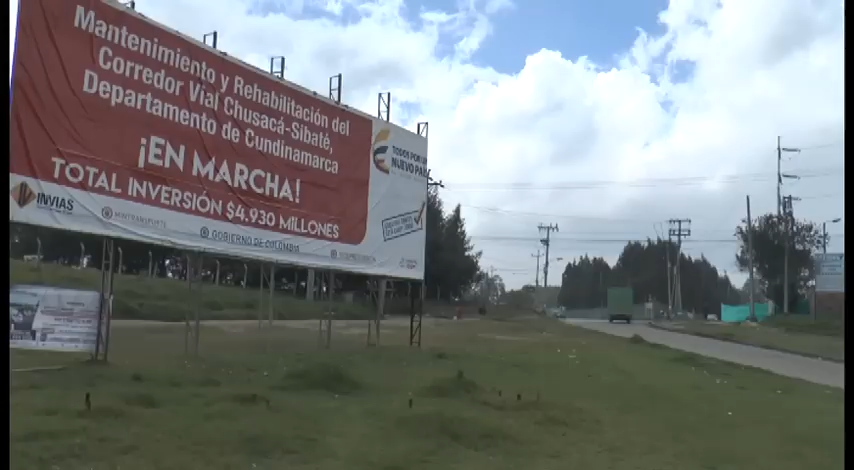 Mantenimiento y Rehabilitación del
Corredor Vial Chusacá-Sibaté,
Departamento de Cundinamarca
¡EN MARCHA!
TOTAL INVERSIÓN $4.930 MILLONES
TODOS POR UN
NUEVO PAÍS
INVIAS
MINTRANSPORTE
GOBIERNO DE COLOMBIA